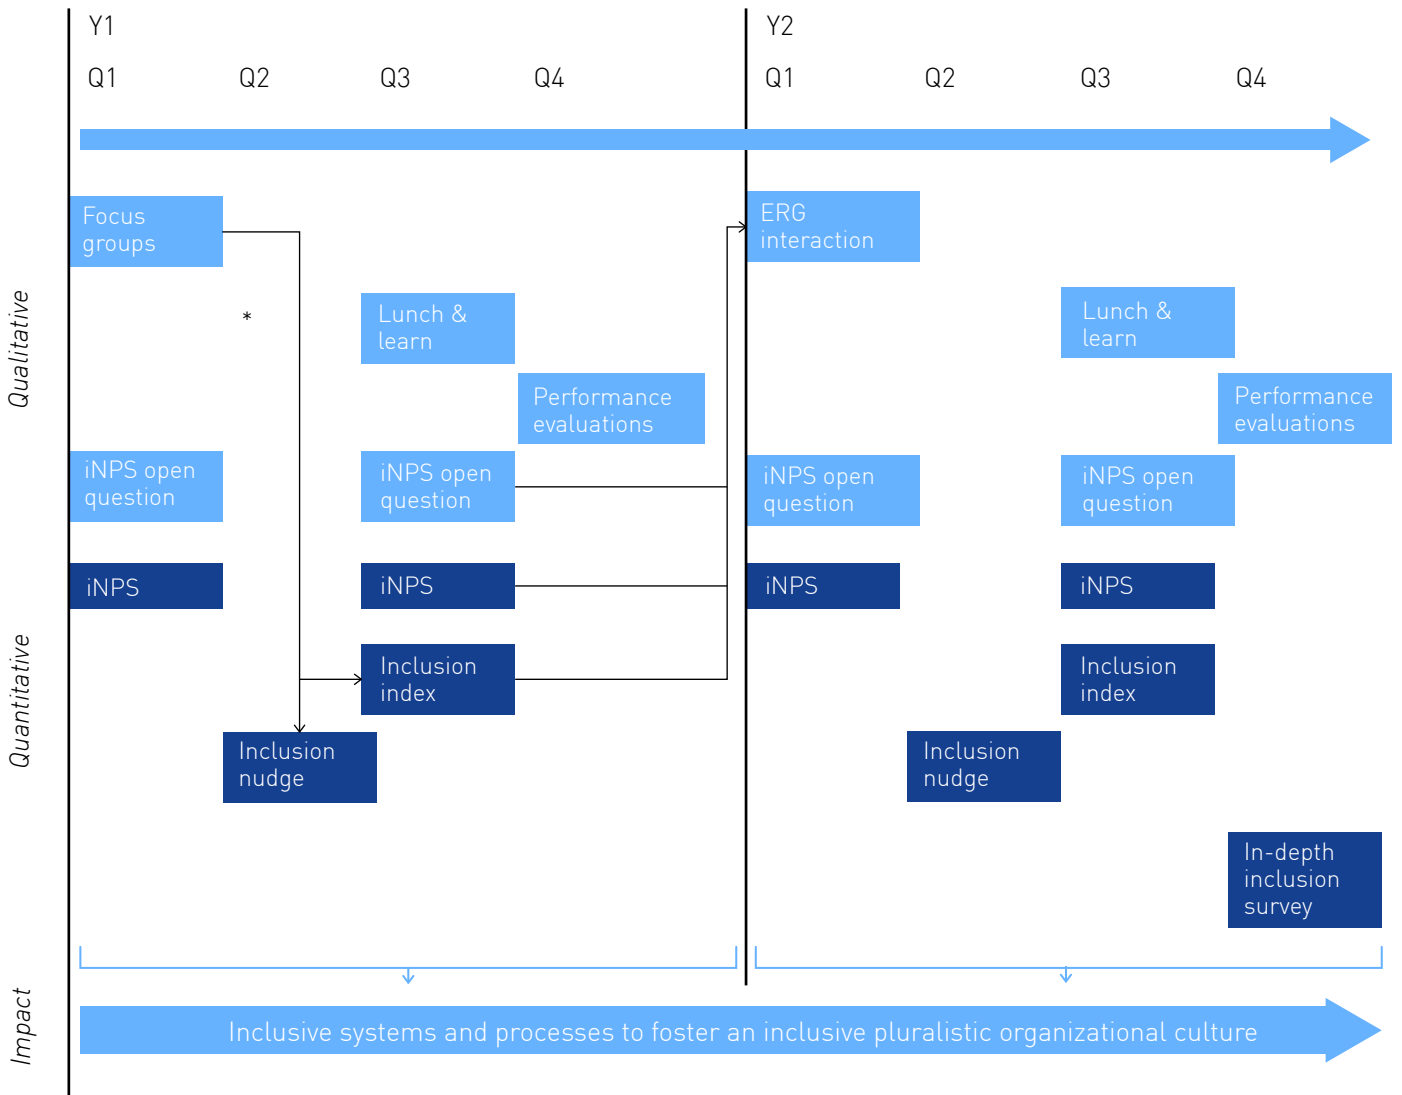 Y1
Y2
Q1
Q2
Q3
Q4
Q1
Q2
Q3
Q4
Qualitative
Focus
groups
ERG
interaction
*
Lunch &
learn
Lunch &
learn
Performance
evaluations
Performance
evaluations
iNPS open
question
iNPS open
question
iNPS open
question
iNPS open
question
Quantitative
iNPS
iNPS
iNPS
iNPS
Inclusion
index
Inclusion
index
Inclusion
nudge
Inclusion
nudge
In-depth
inclusion
survey
Impact
Inclusive systems and processes to foster an inclusive pluralistic organizational culture